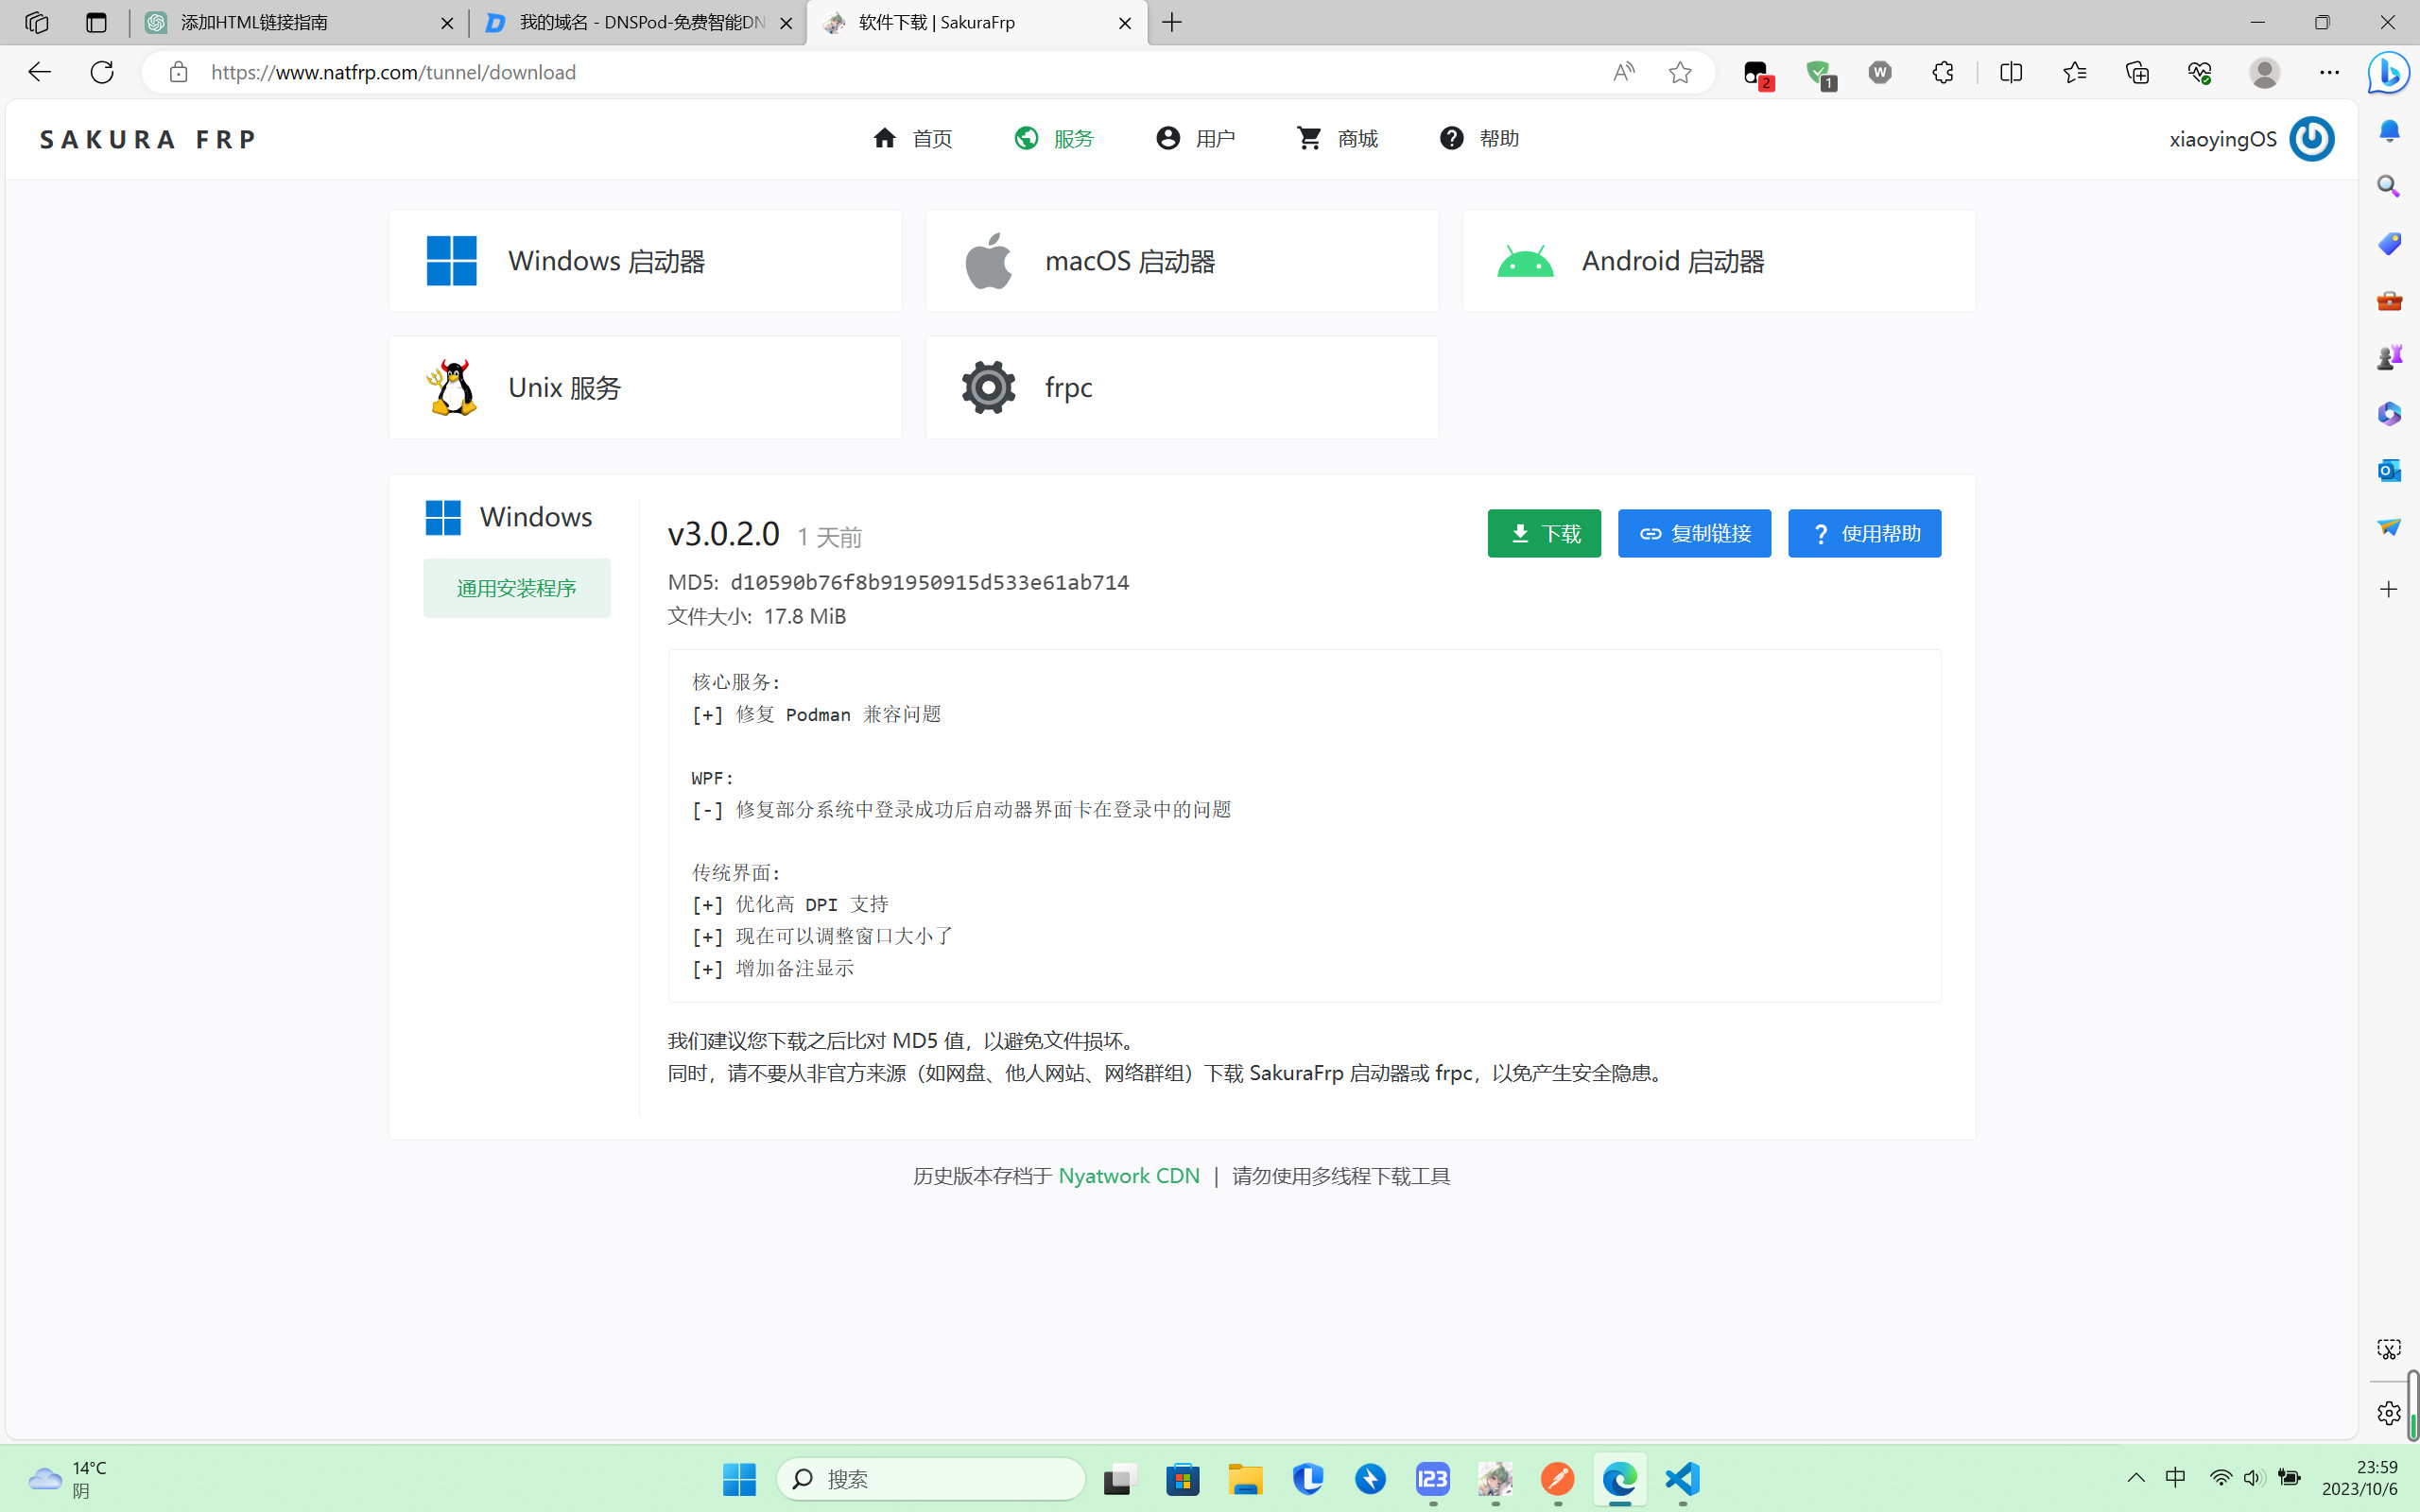 添加HTML链接指南
我的域名 - DNSPod-免费智能DN
软件下载 | SakuraFrp
https://www.natfrp.com/tunnel/download
2
1
W
SAKURA FRP
首页
服务
用户
商城
帮助
xiaoyingOS
Windows 启动器
macOS 启动器
Android 启动器
Unix 服务
frpc
Windows
通用安装程序
v3.0.2.0 1 天前
下载
复制链接
使用帮助
MD5: d10590b76f8b91950915d533e61ab714
文件大小: 17.8 MiB
核心服务:
[+] 修复 Podman 兼容问题
WPF:
[-] 修复部分系统中登录成功后启动器界面卡在登录中的问题
传统界面:
[+] 优化高 DPI 支持
[+] 现在可以调整窗口大小了
[+] 增加备注显示
我们建议您下载之后比对 MD5 值，以避免文件损坏。
同时，请不要从非官方来源（如网盘、他人网站、网络群组）下载 SakuraFrp 启动器或 frpc，以免产生安全隐患。
历史版本存档于 Nyatwork CDN | 请勿使用多线程下载工具
14°C
阴
搜索
123
中
23:59
2023/10/6